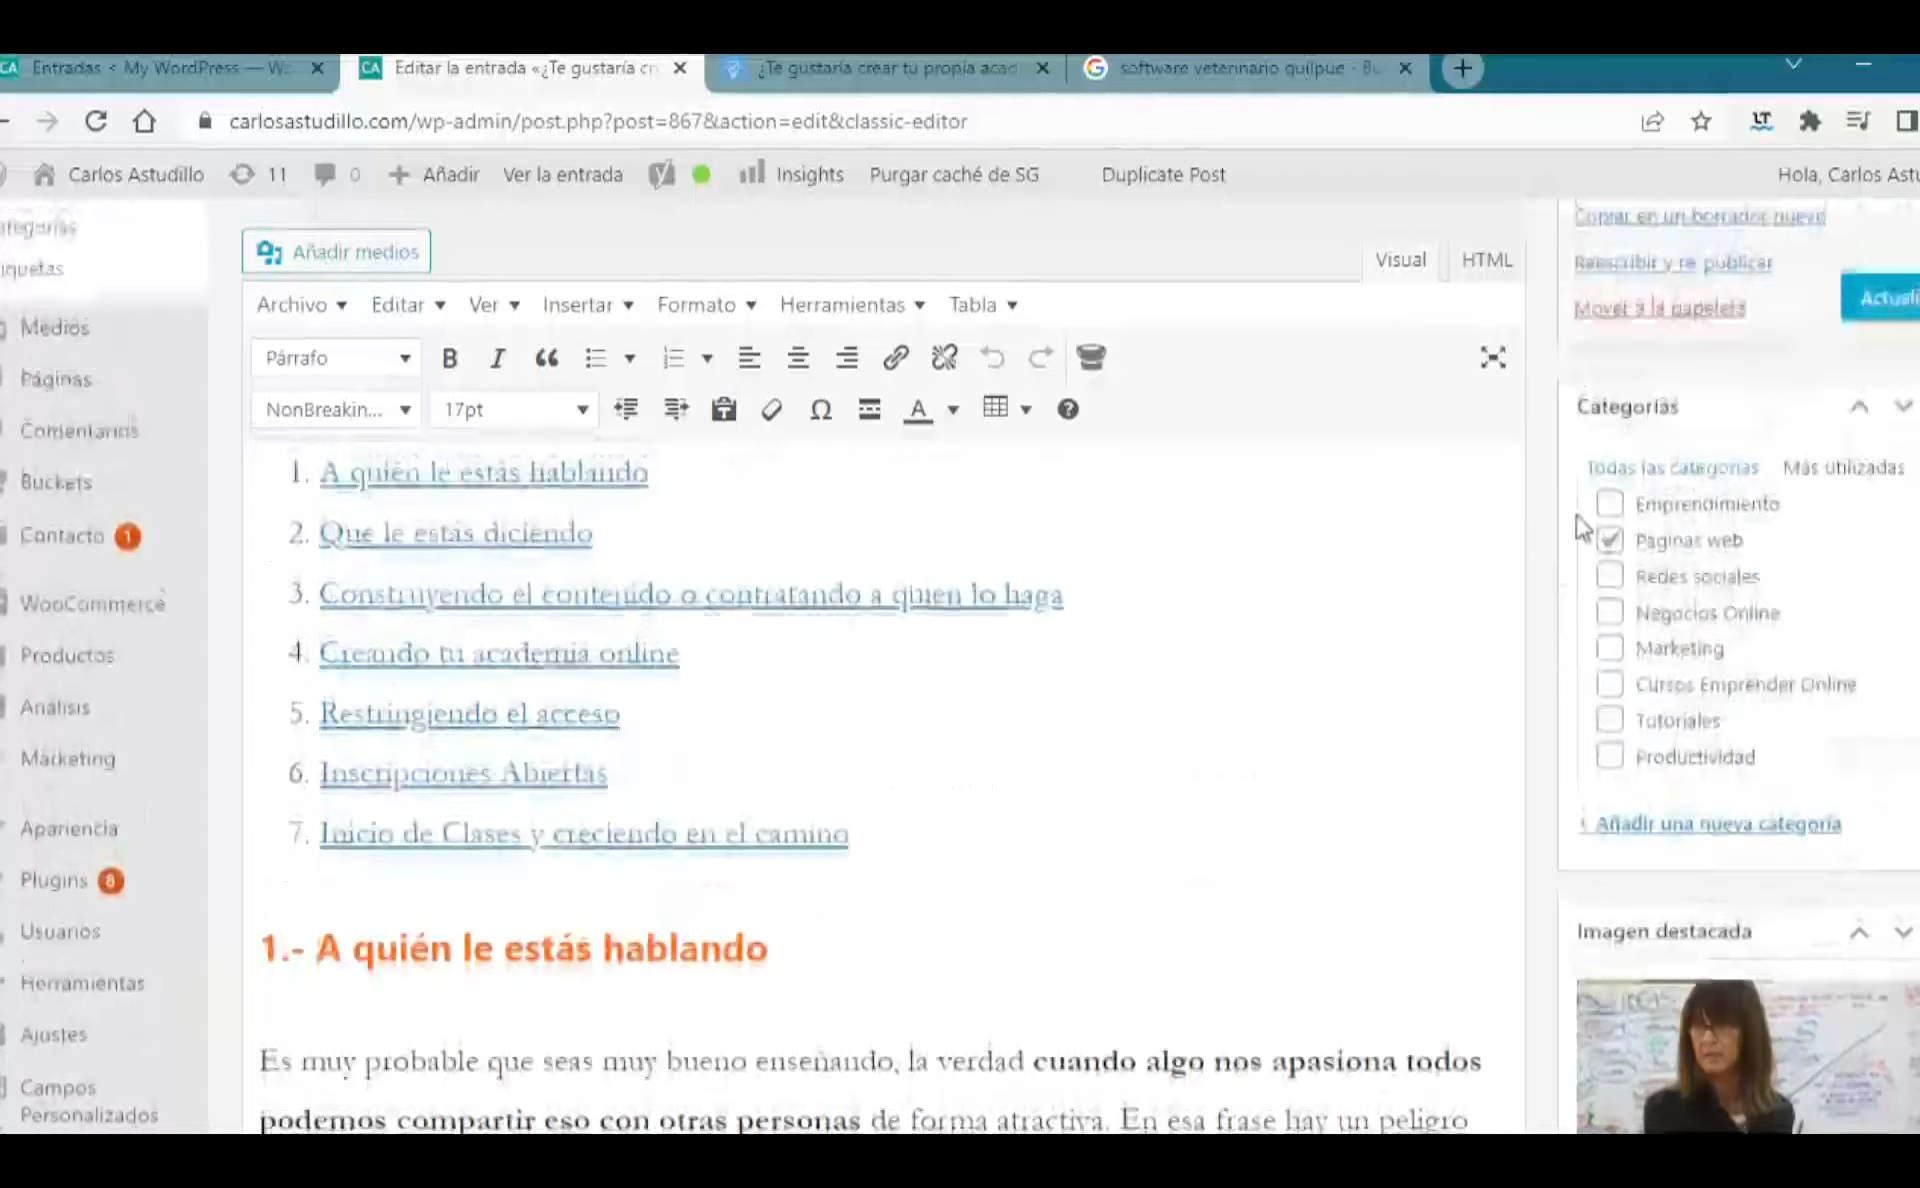 Entradas < My WordPress — We
Editar la entrada «¿Te gustaría cr
¿Te gustaría crear tu propia acad
software veterinario quilpue - Bu
carlosastudillo.com/wp-admin/post.php?post=867&action=edit&classic-editor
Carlos Astudillo
11
0
Añadir
Ver la entrada
Insights
Purgar caché de SG
Duplicate Post
Hola, Carlos Astu
ategorías
iquetas
Medios
Páginas
Comentarios
Buckets
Contacto 1
WooCommerce
Productos
Análisis
Marketing
Apariencia
Plugins 8
Usuarios
Herramientas
Ajustes
Campos
Personalizados
Añadir medios
Visual
HTML
Archivo
Editar
Ver
Insertar
Formato
Herramientas
Tabla
Párrafo
NonBreakin...
17pt
1. A quién le estás hablando
2. Que le estás diciendo
3. Construyendo el contenido o contratando a quien lo haga
4. Creando tu academia online
5. Restringiendo el acceso
6. Inscripciones Abiertas
7. Inicio de Clases y creciendo en el camino
1.- A quién le estás hablando
Es muy probable que seas muy bueno enseñando, la verdad cuando algo nos apasiona todos
podemos compartir eso con otras personas de forma atractiva. En esa frase hay un peligro
Copiar en un borrador nuevo
Reescribir y re publicar
Mover a la papelera
Actuali
Categorías
Todas las categorías
Más utilizadas
Emprendimiento
Paginas web
Redes sociales
Negocios Online
Marketing
Cursos Emprender Online
Tutoriales
Productividad
+ Añadir una nueva categoría
Imagen destacada